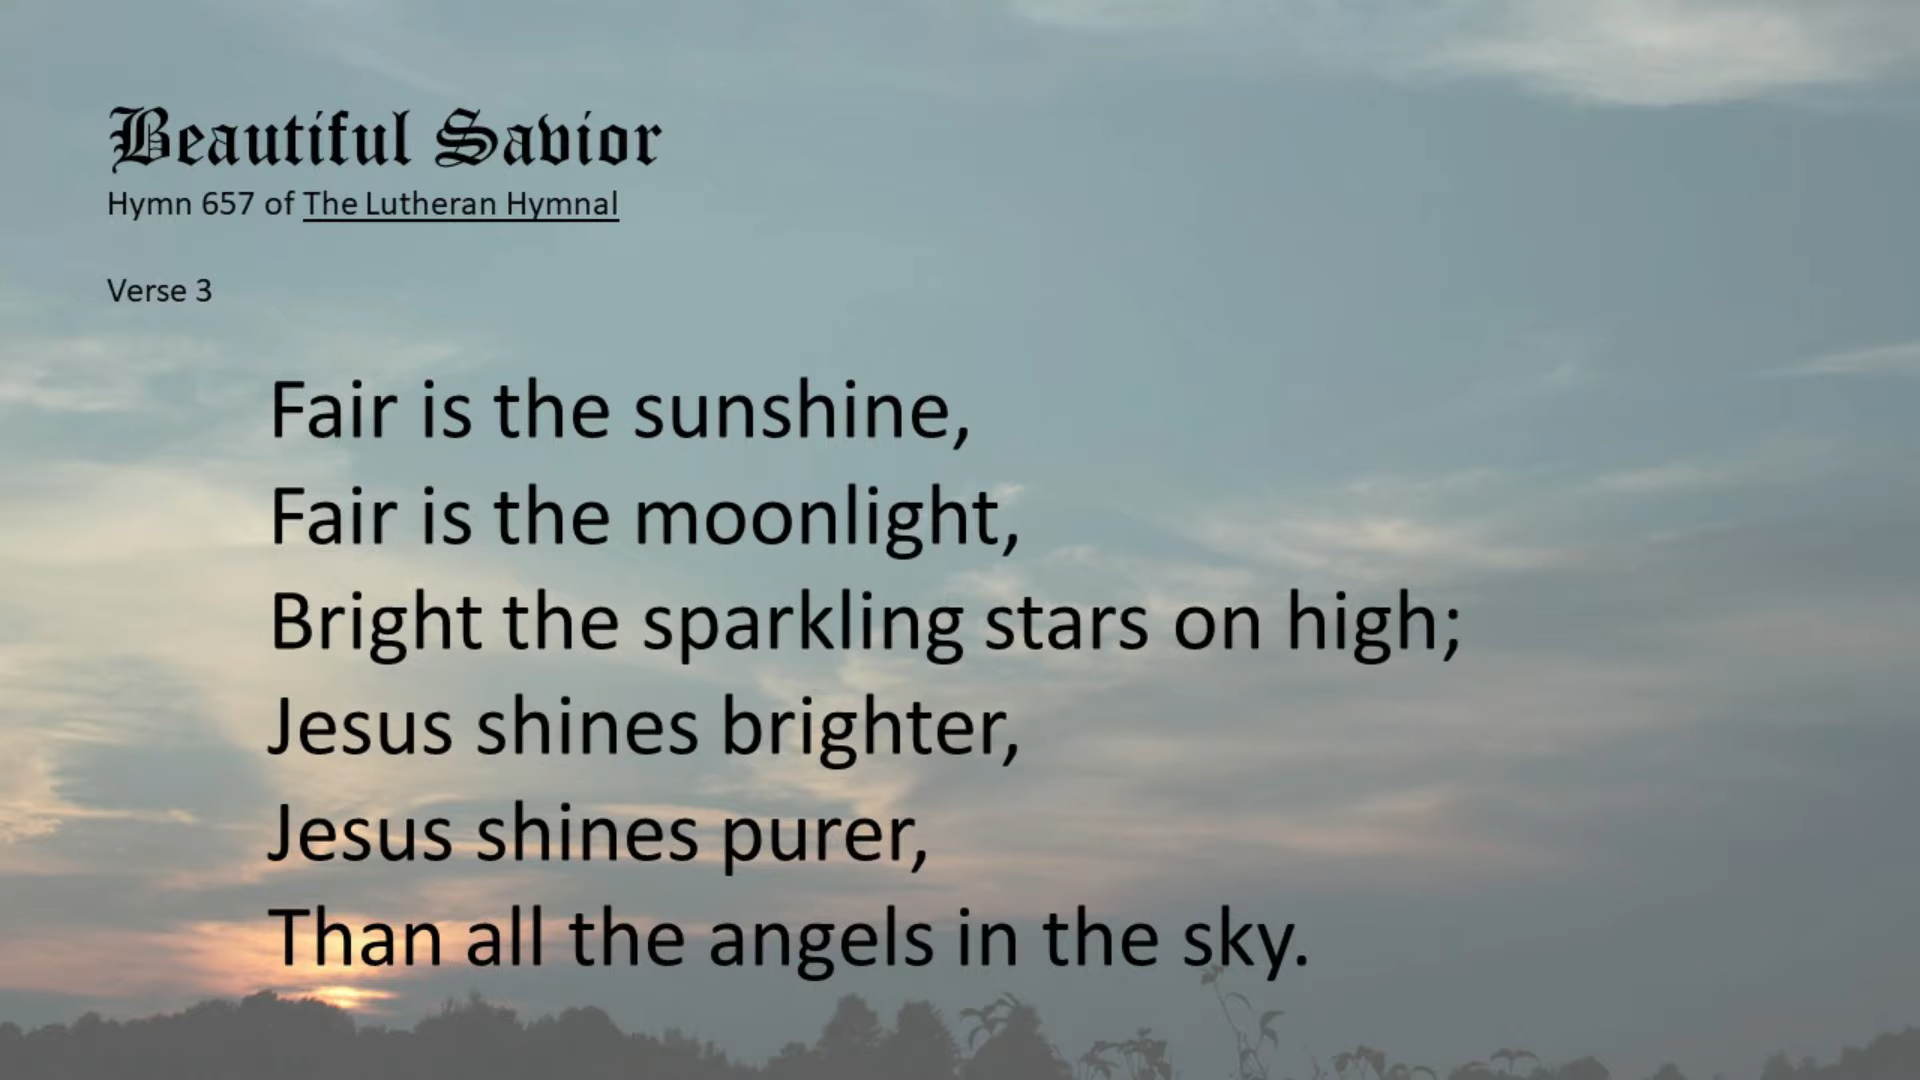 Beautiful Savior
Hymn 657 of The Lutheran Hymnal
Verse 3
Fair is the sunshine,
Fair is the moonlight,
Bright the sparkling stars on high;
Jesus shines brighter,
Jesus shines purer,
Than all the angels in the sky.